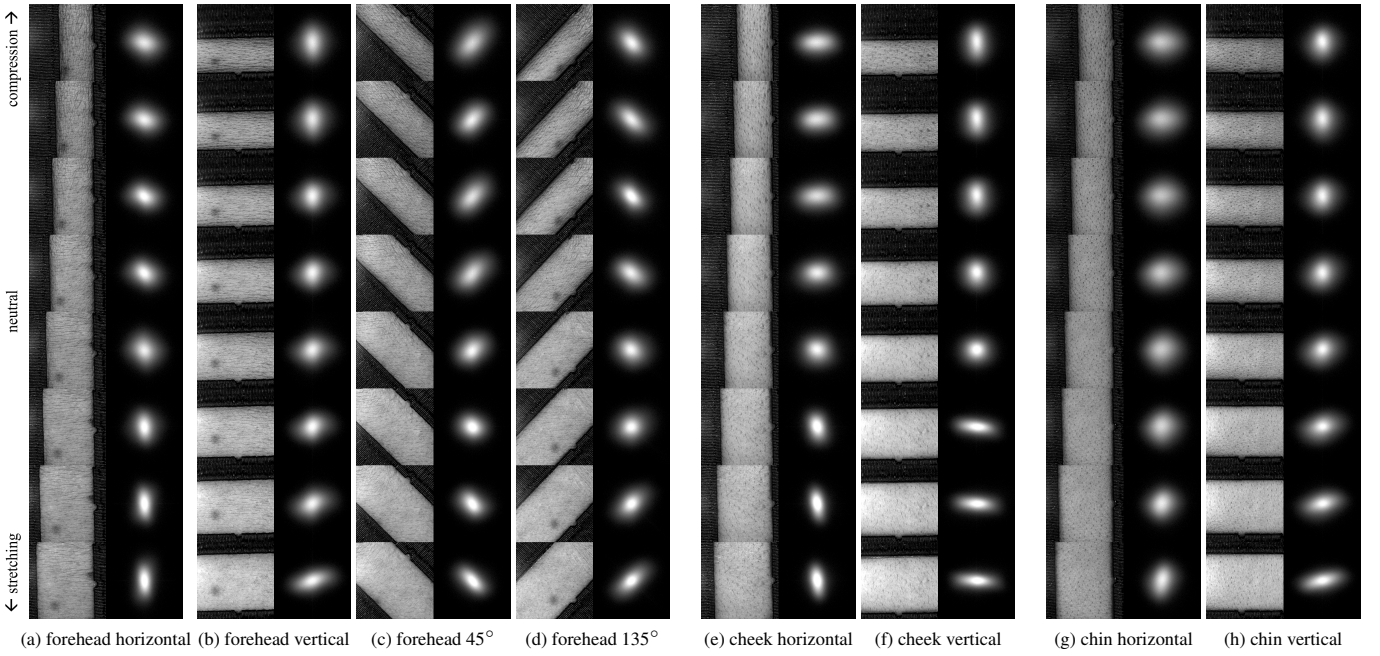 compression →
neutral
← stretching
(a) forehead horizontal (b) forehead vertical (c) forehead 45° (d) forehead 135° (e) cheek horizontal (f) cheek vertical (g) chin horizontal (h) chin vertical